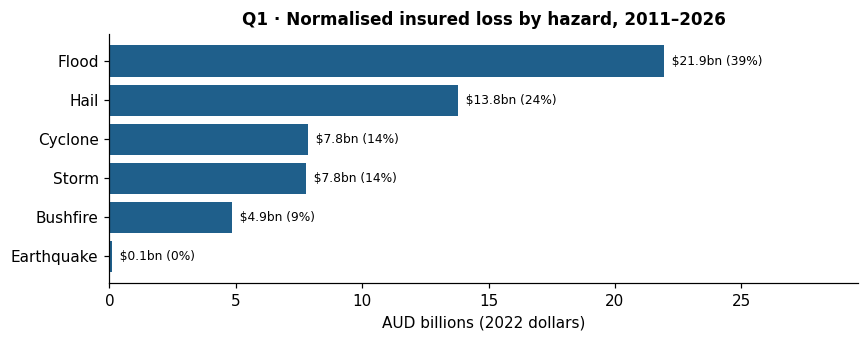 Q1 · Normalised insured loss by hazard, 2011–2026
Flood $21.9bn (39%)
Hail $13.8bn (24%)
Cyclone $7.8bn (14%)
Storm $7.8bn (14%)
Bushfire $4.9bn (9%)
Earthquake $0.1bn (0%)
0 5 10 15 20 25
AUD billions (2022 dollars)